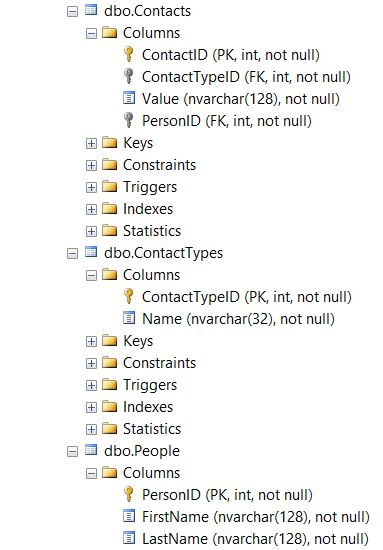 dbo.Contacts
Columns
ContactID (PK, int, not null)
ContactTypeID (FK, int, not null)
Value (nvarchar(128), not null)
PersonID (FK, int, not null)
Keys
Constraints
Triggers
Indexes
Statistics
dbo.ContactTypes
Columns
ContactTypeID (PK, int, not null)
Name (nvarchar(32), not null)
Keys
Constraints
Triggers
Indexes
Statistics
dbo.People
Columns
PersonID (PK, int, not null)
FirstName (nvarchar(128), not null)
LastName (nvarchar(128), not null)